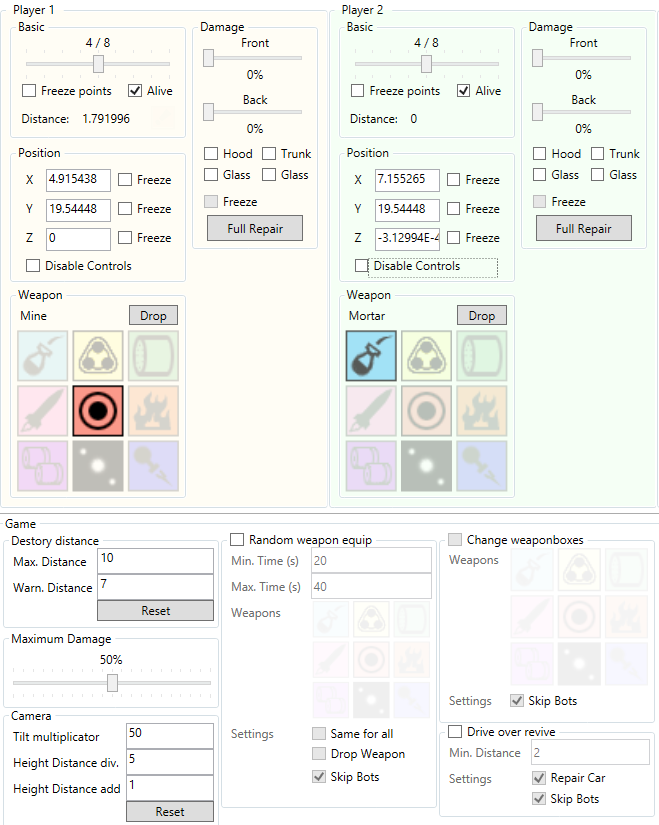 Player 1
Basic
4 / 8
Freeze points
Alive
Distance: 1.791996
Damage
Front
0%
Back
0%
Hood
Trunk
Glass
Glass
Freeze
Full Repair
Position
X 4.915438 Freeze
Y 19.54448 Freeze
Z 0 Freeze
Disable Controls
Weapon
Mine
Drop
Player 2
Basic
4 / 8
Freeze points
Alive
Distance: 0
Damage
Front
0%
Back
0%
Hood
Trunk
Glass
Glass
Freeze
Full Repair
Position
X 7.155265 Freeze
Y 19.54448 Freeze
Z -3.12994E-4 Freeze
Disable Controls
Weapon
Mortar
Drop
Game
Destory distance
Max. Distance 10
Warn. Distance 7
Reset
Maximum Damage
50%
Camera
Tilt multiplicator 50
Height Distance div. 5
Height Distance add 1
Reset
Random weapon equip
Min. Time (s) 20
Max. Time (s) 40
Weapons
Settings
Same for all
Drop Weapon
Skip Bots
Change weaponboxes
Weapons
Settings
Skip Bots
Drive over revive
Min. Distance 2
Settings
Repair Car
Skip Bots